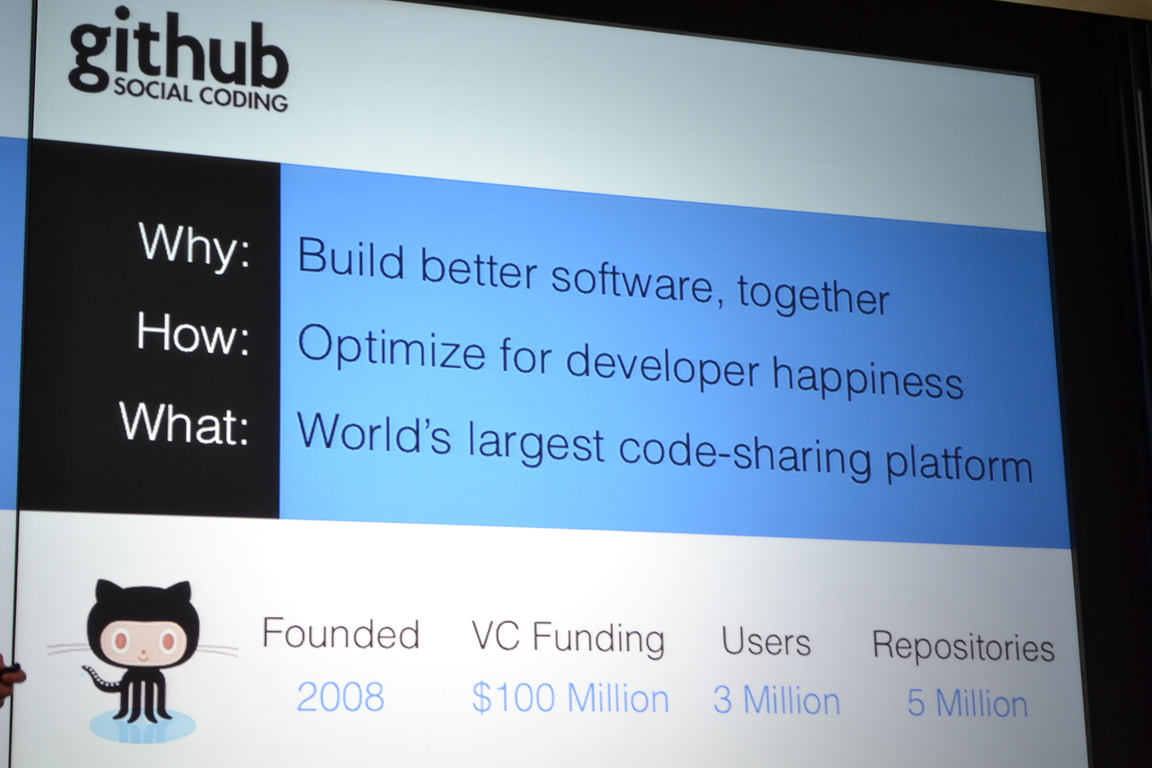 github
SOCIAL CODING
Why: Build better software, together
How: Optimize for developer happiness
What: World's largest code-sharing platform
Founded VC Funding Users Repositories
2008 $100 Million 3 Million 5 Million